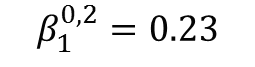 β₁^{0,2} = 0.23